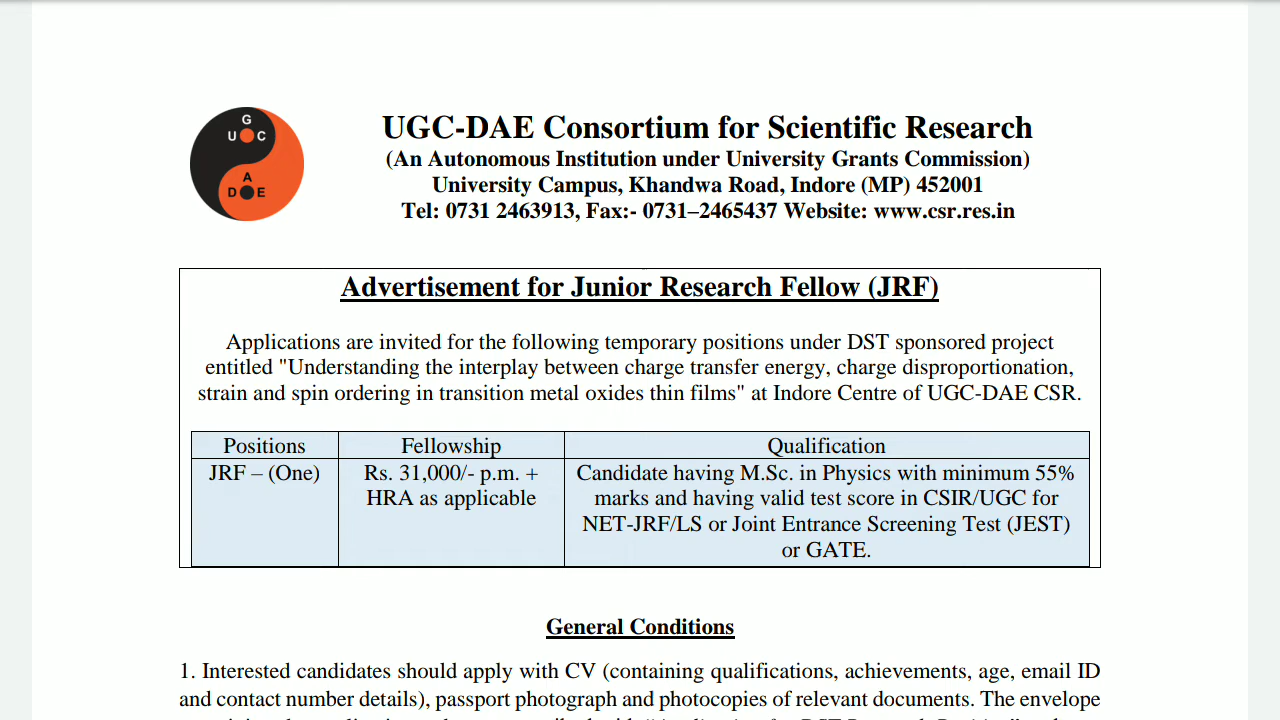 G
U C
A
D E
UGC-DAE Consortium for Scientific Research
(An Autonomous Institution under University Grants Commission)
University Campus, Khandwa Road, Indore (MP) 452001
Tel: 0731 2463913, Fax:- 0731–2465437 Website: www.csr.res.in
Advertisement for Junior Research Fellow (JRF)
Applications are invited for the following temporary positions under DST sponsored project
entitled "Understanding the interplay between charge transfer energy, charge disproportionation,
strain and spin ordering in transition metal oxides thin films" at Indore Centre of UGC-DAE CSR.
Positions Fellowship Qualification
JRF – (One) Rs. 31,000/- p.m. + Candidate having M.Sc. in Physics with minimum 55%
HRA as applicable marks and having valid test score in CSIR/UGC for
NET-JRF/LS or Joint Entrance Screening Test (JEST)
or GATE.
General Conditions
1. Interested candidates should apply with CV (containing qualifications, achievements, age, email ID
and contact number details), passport photograph and photocopies of relevant documents. The envelope